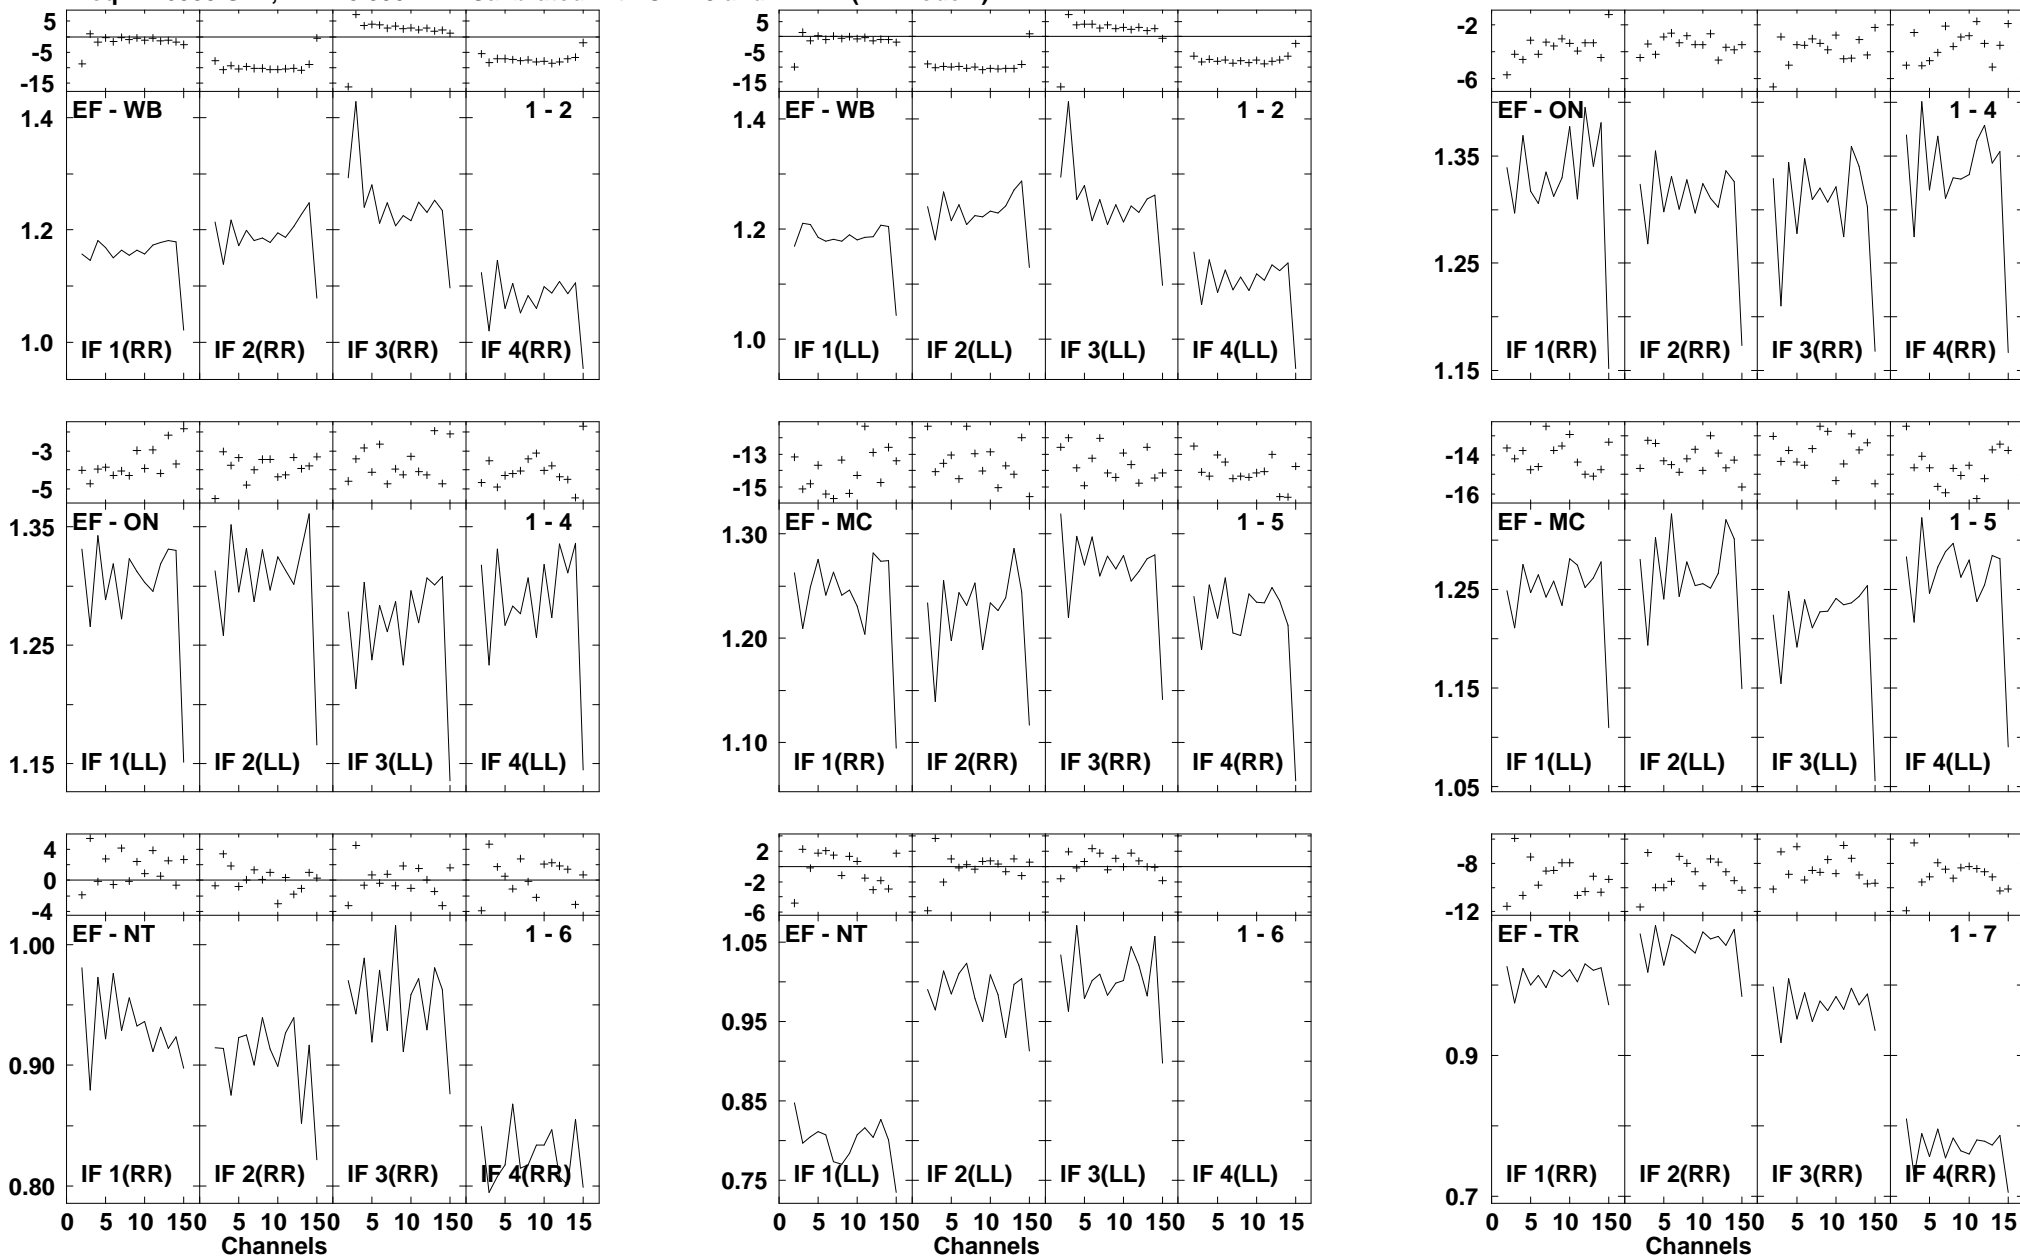 5
-5
-15
EF - WB
1 - 2
1.4
1.2
1.0
IF 1(RR) IF 2(RR) IF 3(RR) IF 4(RR)
5
-5
-15
EF - WB
1 - 2
1.4
1.2
1.0
IF 1(LL) IF 2(LL) IF 3(LL) IF 4(LL)
-2
-6
EF - ON
1 - 4
1.35
1.25
1.15
IF 1(RR) IF 2(RR) IF 3(RR) IF 4(RR)
-3
-5
EF - ON
1 - 4
1.35
1.25
1.15
IF 1(LL) IF 2(LL) IF 3(LL) IF 4(LL)
-13
-15
EF - MC
1 - 5
1.30
1.20
1.10
IF 1(RR) IF 2(RR) IF 3(RR) IF 4(RR)
-14
-16
EF - MC
1 - 5
1.25
1.15
1.05
IF 1(LL) IF 2(LL) IF 3(LL) IF 4(LL)
4
0
-4
EF - NT
1 - 6
1.00
0.90
0.80
IF 1(RR) IF 2(RR) IF 3(RR) IF 4(RR)
0 5 10 150 5 10 150 5 10 150 5 10 15
Channels
2
-2
-6
EF - NT
1 - 6
1.05
0.95
0.85
0.75
IF 1(LL) IF 2(LL) IF 3(LL) IF 4(LL)
0 5 10 150 5 10 150 5 10 150 5 10 15
Channels
-8
-12
EF - TR
1 - 7
0.9
0.7
IF 1(RR) IF 2(RR) IF 3(RR) IF 4(RR)
0 5 10 150 5 10 150 5 10 150 5 10 15
Channels